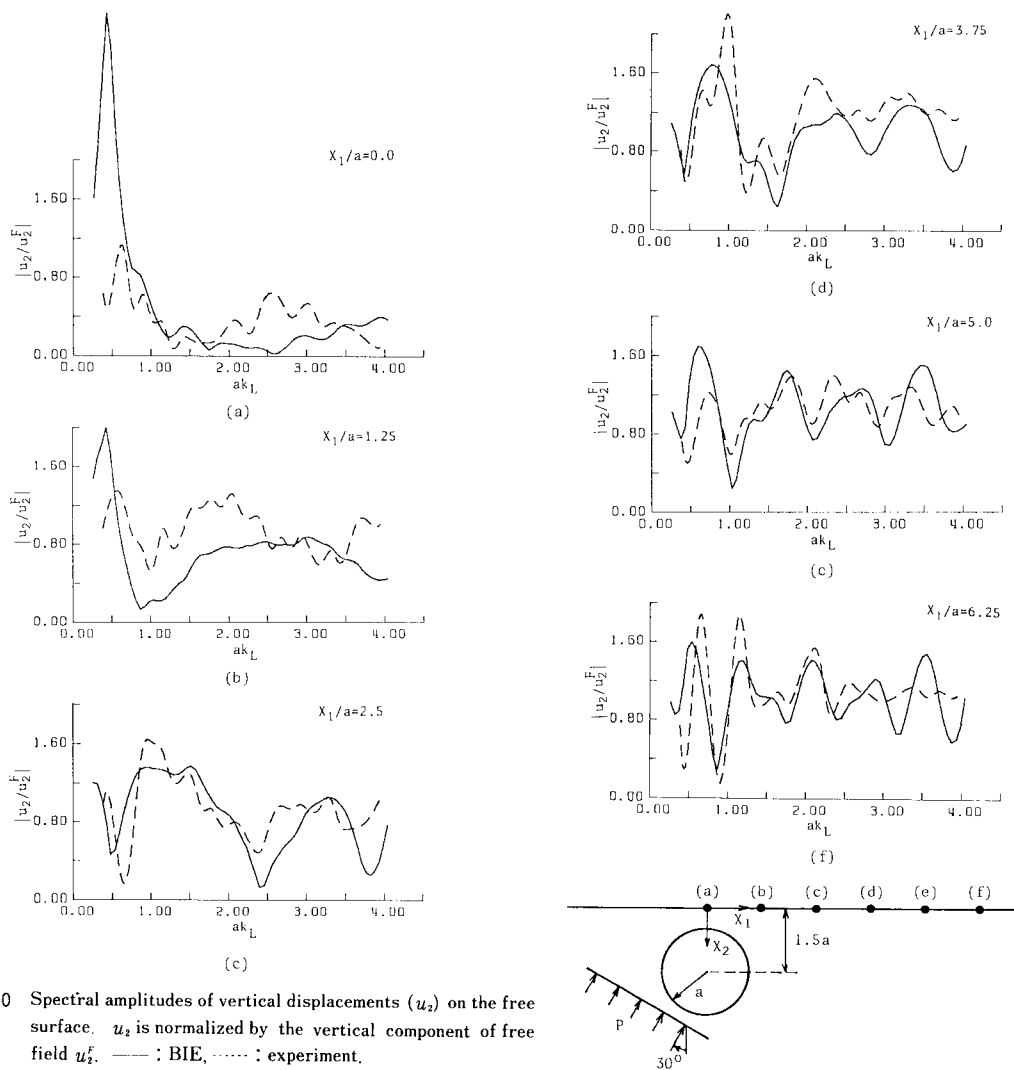 X₁/a=0.0
1.60
0.80
0.00
|u₂/u₂ᶠ|
0.00 1.00 2.00 3.00 4.00
ak_L
(a)
X₁/a=1.25
1.60
0.80
0.00
|u₂/u₂ᶠ|
0.00 1.00 2.00 3.00 4.00
ak_L
(b)
X₁/a=2.5
1.60
0.80
0.00
|u₂/u₂ᶠ|
0.00 1.00 2.00 3.00 4.00
ak_L
(c)
X₁/a=3.75
1.60
0.80
0.00
|u₂/u₂ᶠ|
0.00 1.00 2.00 3.00 4.00
ak_L
(d)
X₁/a=5.0
1.60
0.80
0.00
|u₂/u₂ᶠ|
0.00 1.00 2.00 3.00 4.00
ak_L
(e)
X₁/a=6.25
1.60
0.80
0.00
|u₂/u₂ᶠ|
0.00 1.00 2.00 3.00 4.00
ak_L
(f)
(a) (b) (c) (d) (e) (f)
X₁
X₂
1.5a
a
P
30°
0 Spectral amplitudes of vertical displacements (u₂) on the free
surface. u₂ is normalized by the vertical component of free
field u₂ᶠ. —— : BIE, ------ : experiment.